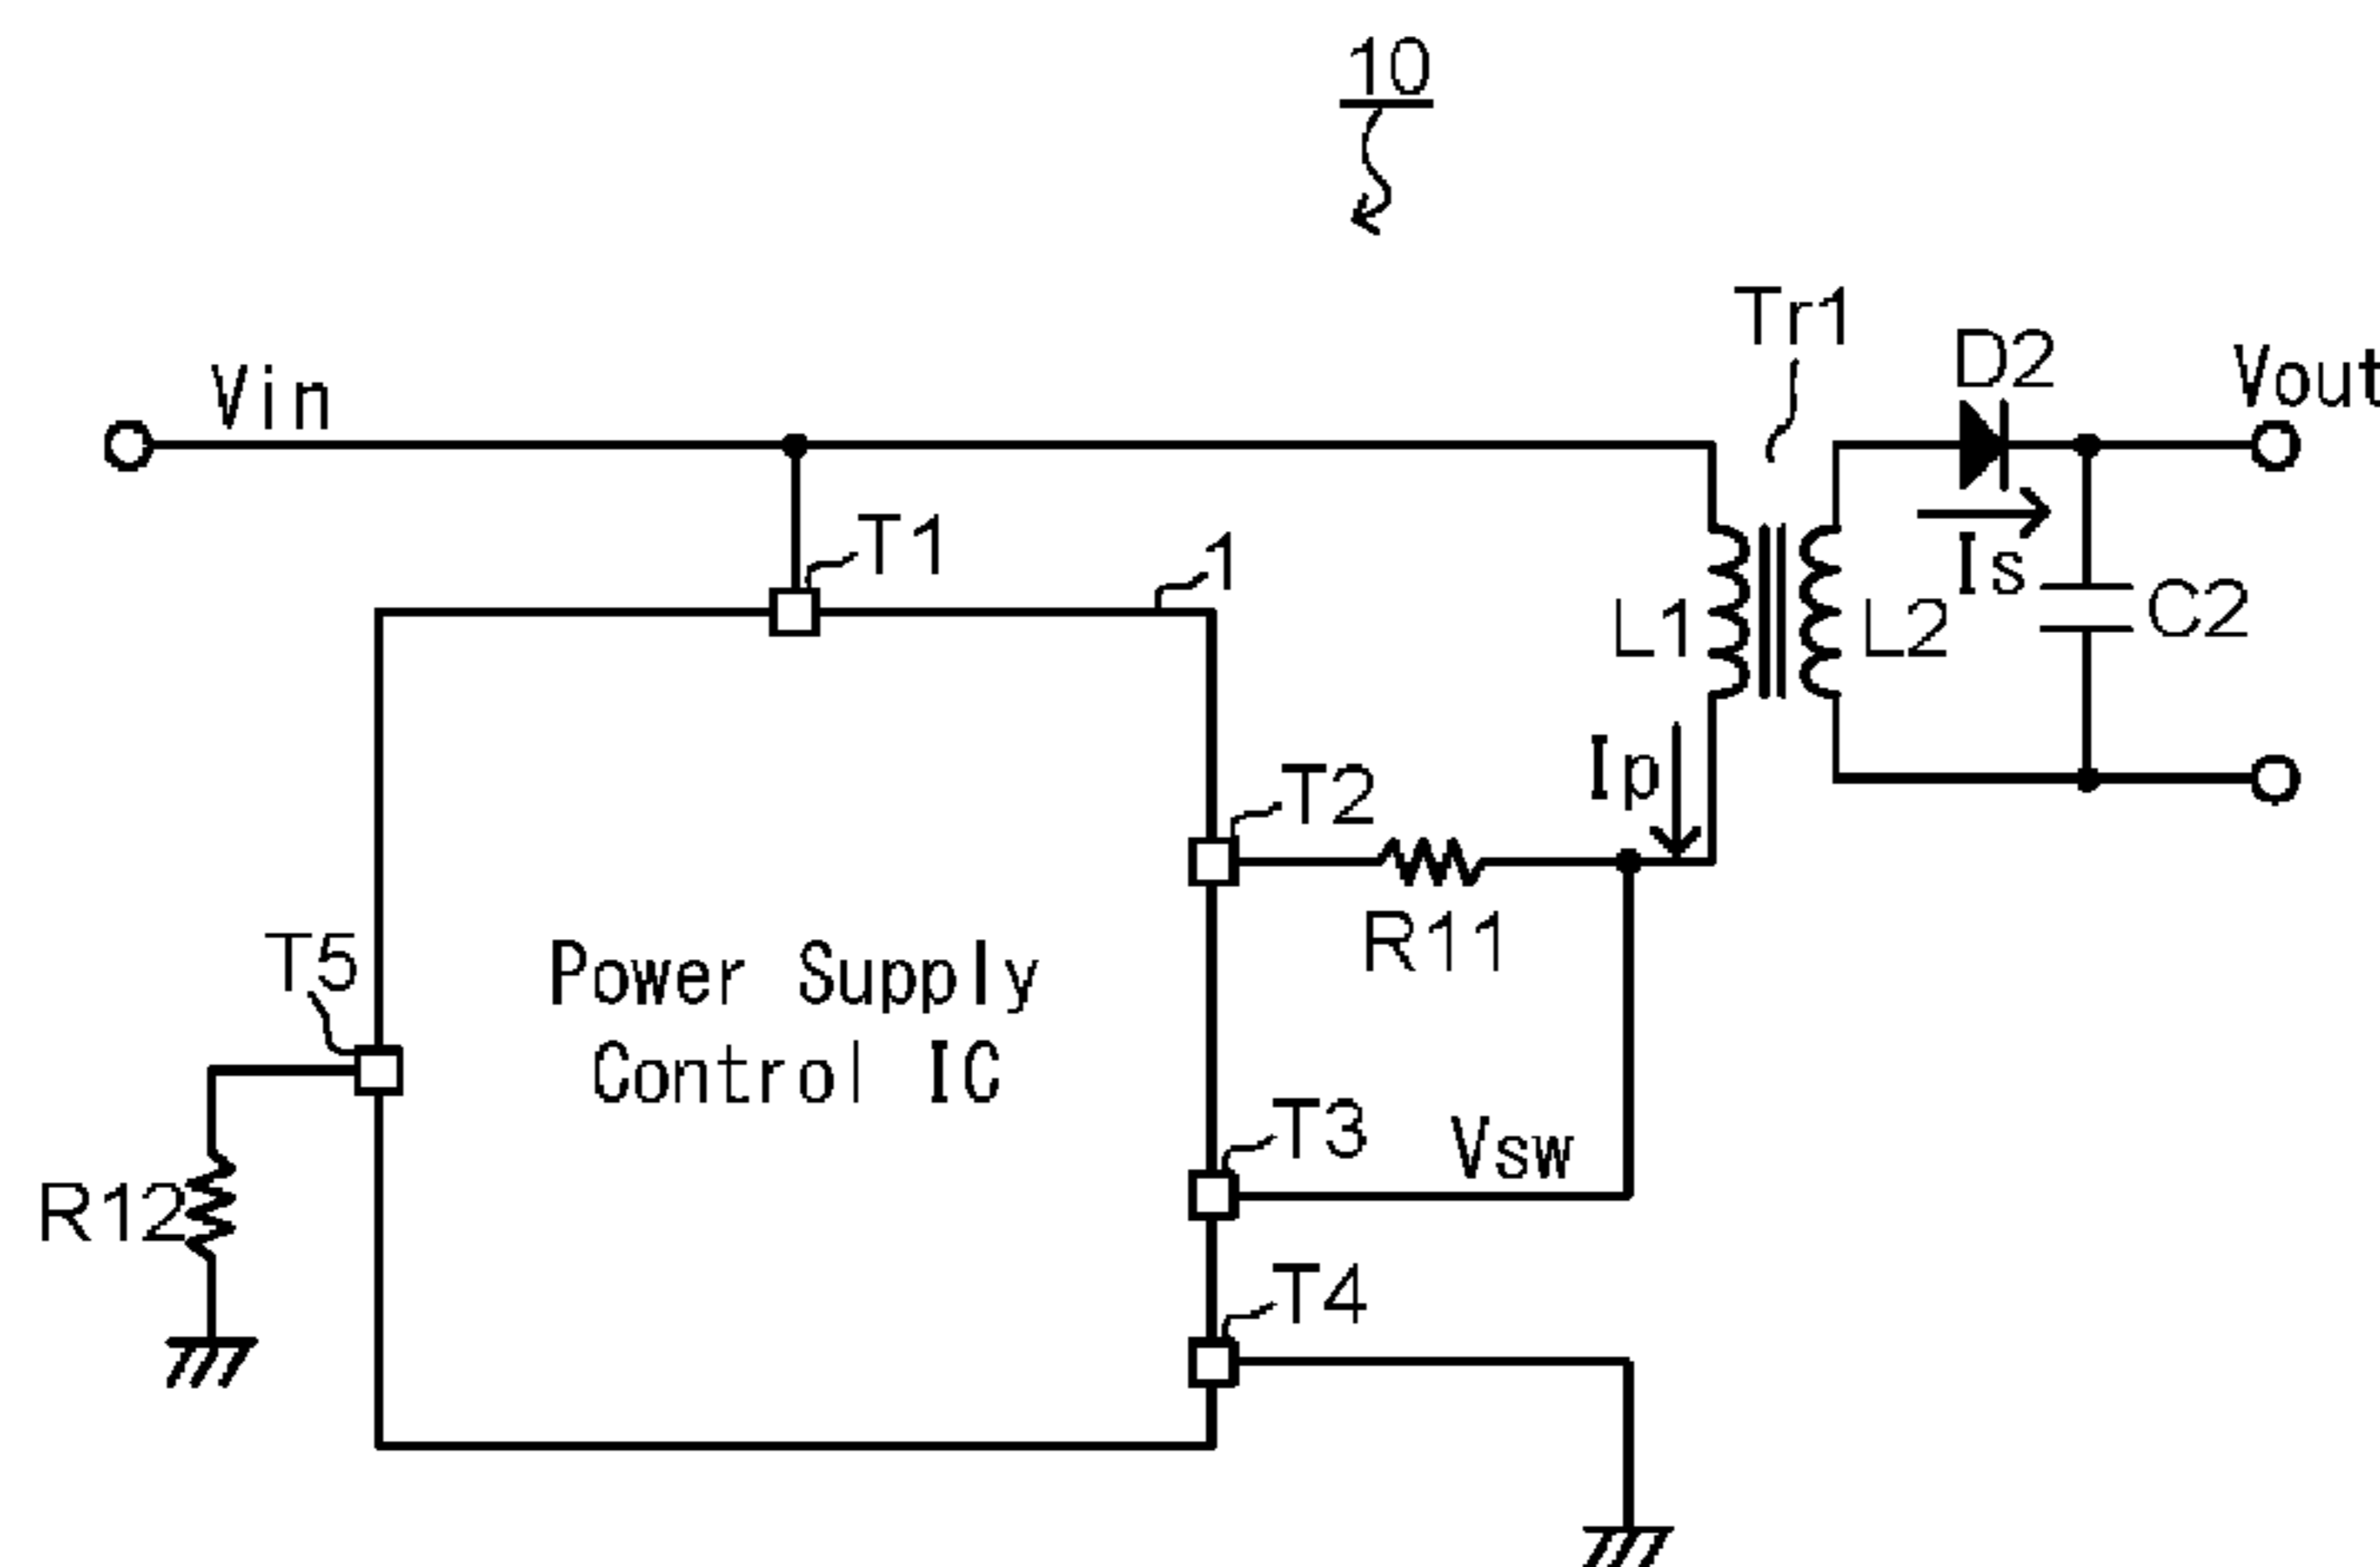 10
Tr1
D2
Vout
Vin
T1
1
Is
C2
L1
L2
Ip
T2
R11
T5
Power Supply
Control IC
T3
Vsw
R12
T4